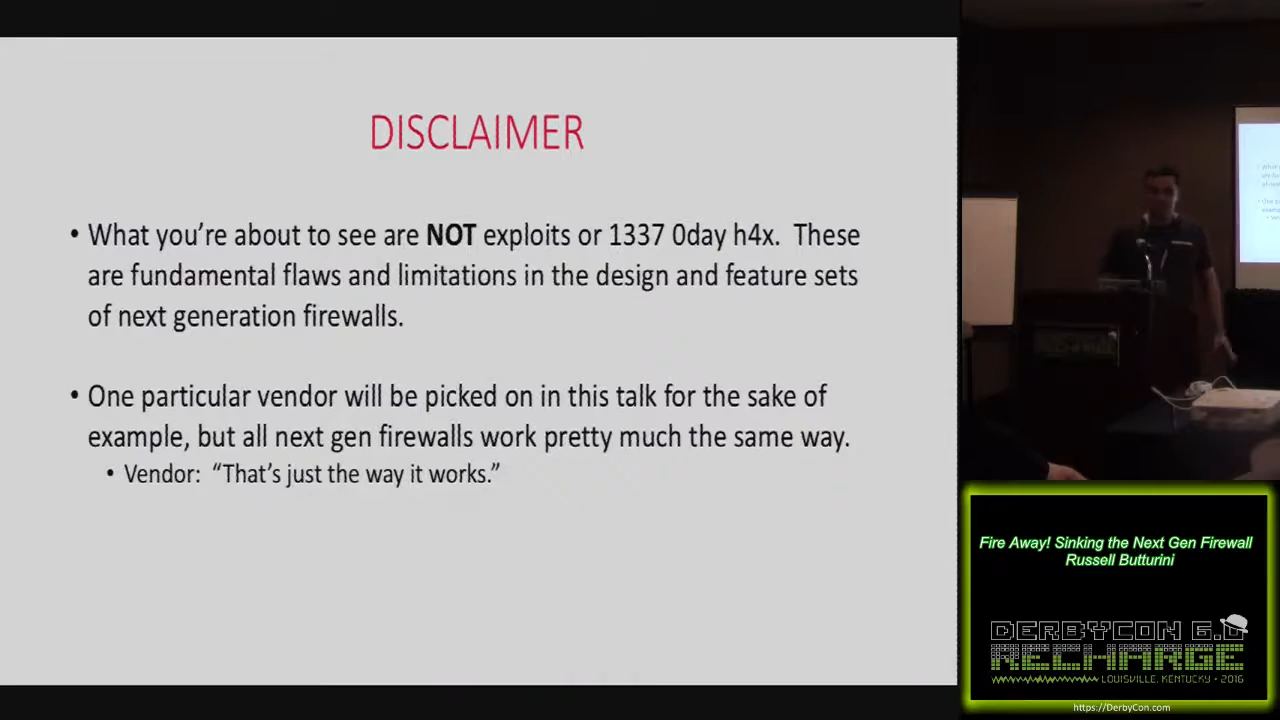 DISCLAIMER
• What you’re about to see are NOT exploits or 1337 0day h4x.  These
are fundamental flaws and limitations in the design and feature sets
of next generation firewalls.
• One particular vendor will be picked on in this talk for the sake of
example, but all next gen firewalls work pretty much the same way.
• Vendor:  “That’s just the way it works.”
Fire Away! Sinking the Next Gen Firewall
Russell Butturini
DERBYCON 6.0
RECHARGE
LOUISVILLE, KENTUCKY • 2016
https://DerbyCon.com